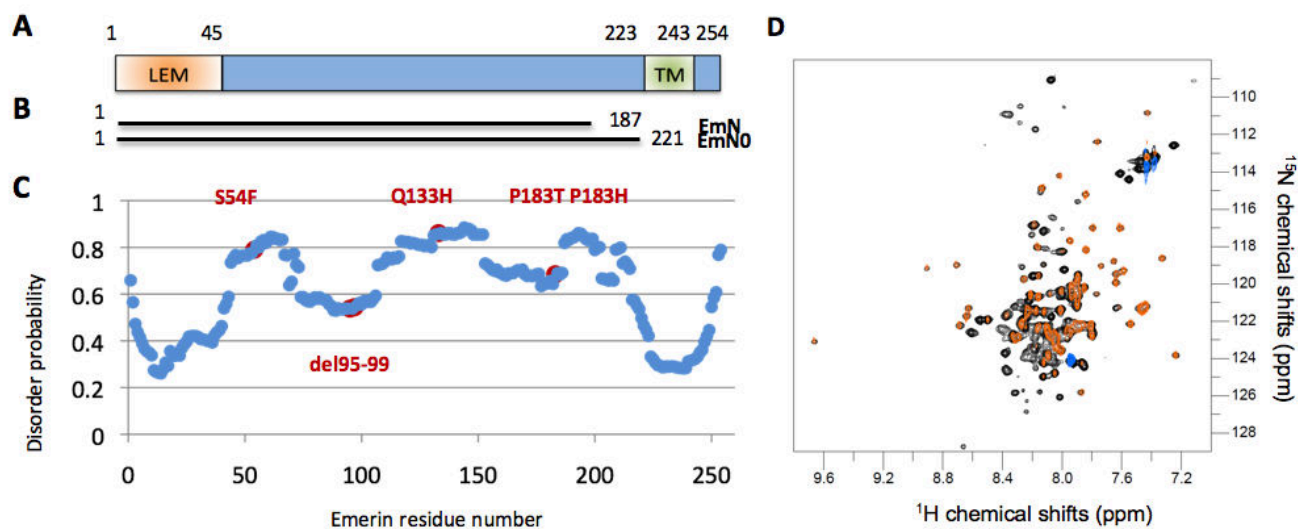 A
1 45 223 243 254
LEM TM
B
1 187 EmN
1 221 EmN0
C
S54F Q133H P183T P183H
del95-99
1
0.8
0.6
0.4
0.2
0
Disorder probability
0 50 100 150 200 250
Emerin residue number
D
110
112
114
116
118
120
122
124
126
128
¹⁵N chemical shifts (ppm)
9.6 9.2 8.8 8.4 8.0 7.6 7.2
¹H chemical shifts (ppm)